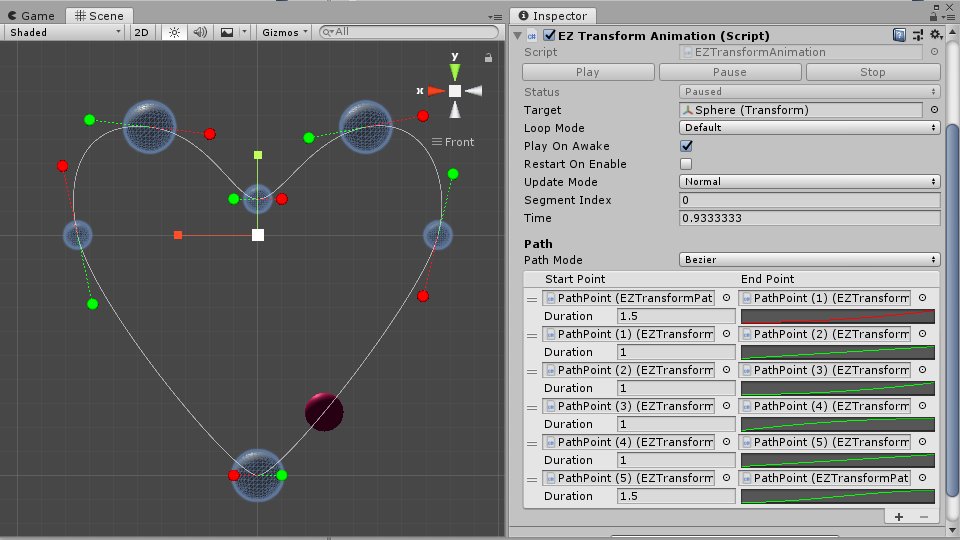 Game Scene
Shaded 2D Gizmos All
y
x
Front
Inspector
EZ Transform Animation (Script)
Script EZTransformAnimation
Play Pause Stop
Status Paused
Target Sphere (Transform)
Loop Mode Default
Play On Awake
Restart On Enable
Update Mode Normal
Segment Index 0
Time 0.9333333
Path
Path Mode Bezier
Start Point End Point
PathPoint (EZTransformPat PathPoint (1) (EZTransform
Duration 1.5
PathPoint (1) (EZTransform PathPoint (2) (EZTransform
Duration 1
PathPoint (2) (EZTransform PathPoint (3) (EZTransform
Duration 1
PathPoint (3) (EZTransform PathPoint (4) (EZTransform
Duration 1
PathPoint (4) (EZTransform PathPoint (5) (EZTransform
Duration 1
PathPoint (5) (EZTransform PathPoint (EZTransformPat
Duration 1.5